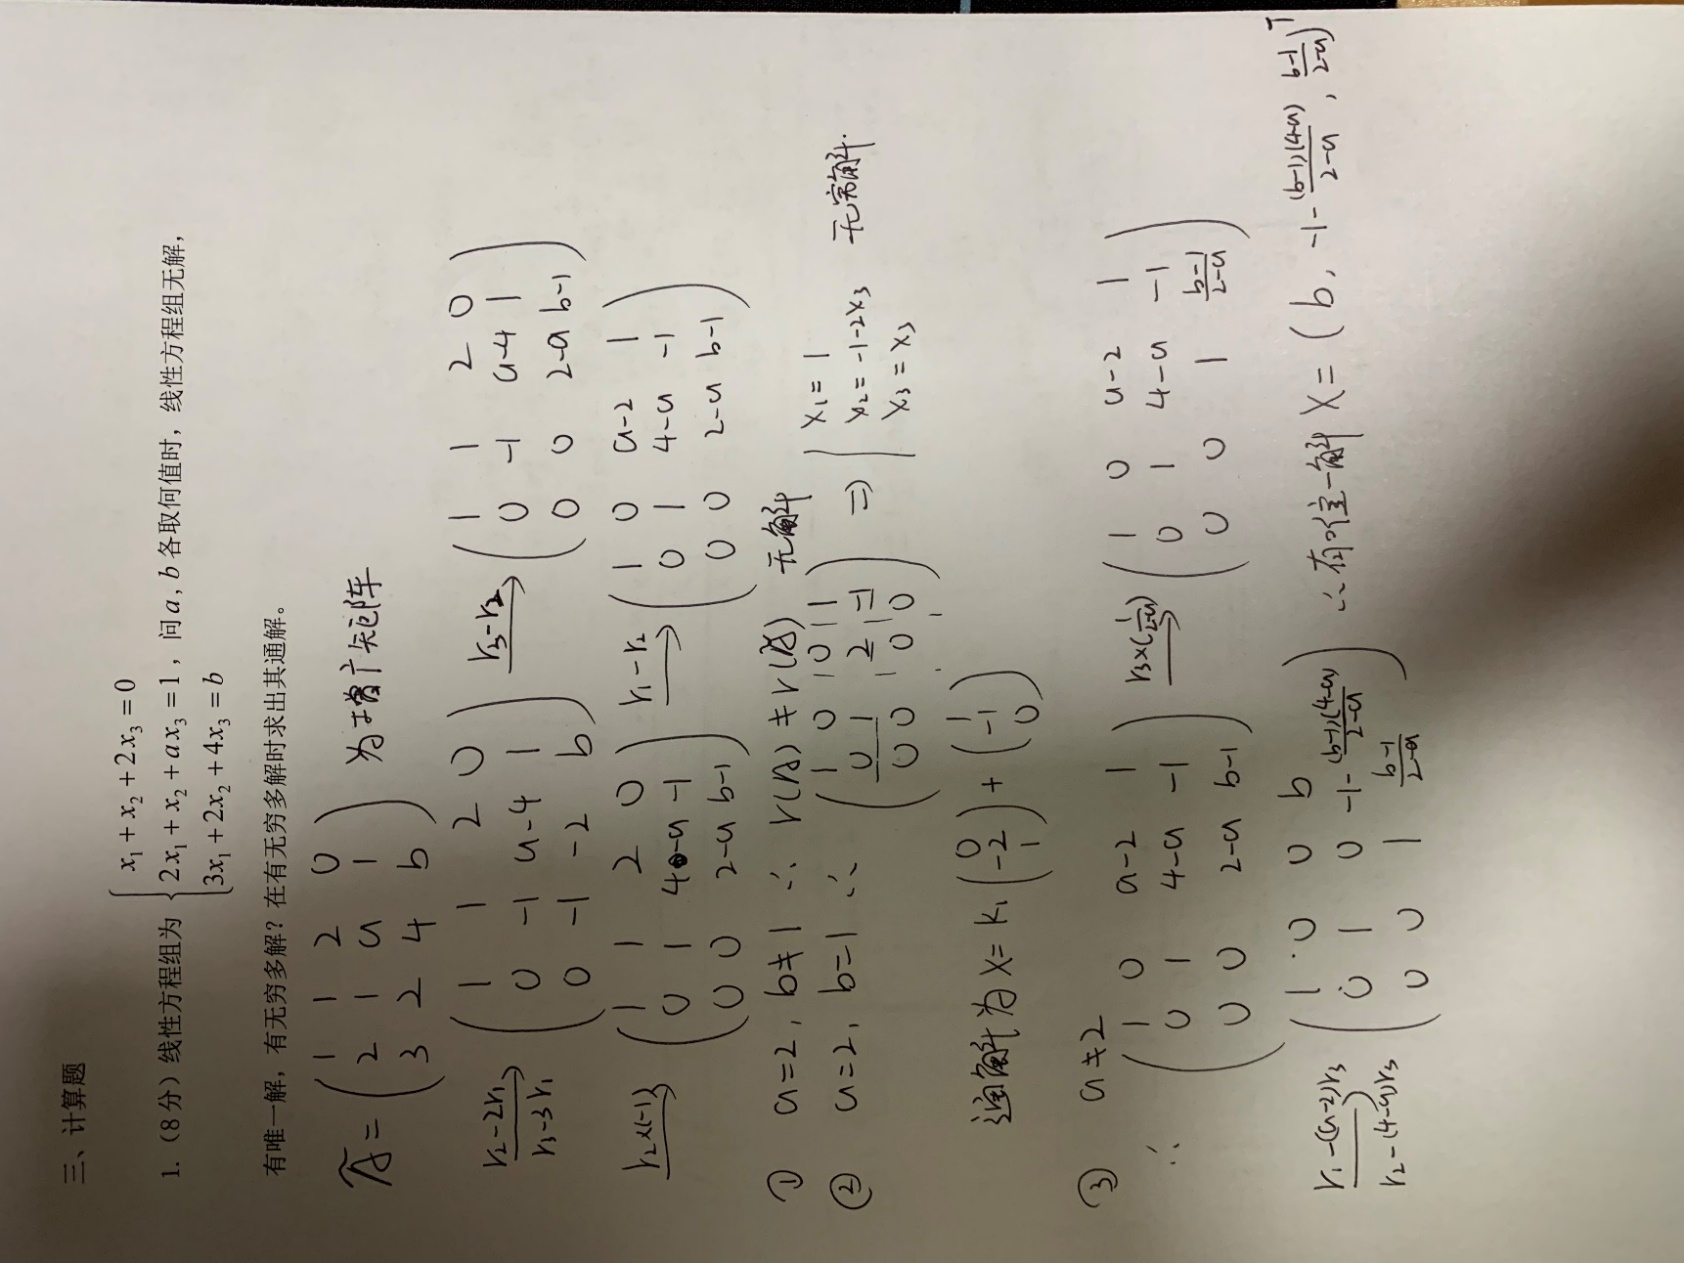 三、计算题
1.（8分）线性方程组为 { x₁ + x₂ + 2x₃ = 0
2x₁ + x₂ + ax₃ = 1
3x₁ + 2x₂ + 4x₃ = b
，问 a, b 各取何值时，线性方程组无解，
有唯一解，有无穷多解？在有无穷多解时求出其通解。
Ã = ( 1 1 2 0
2 1 a 1
3 2 4 b ) 为增广矩阵
r₂-2r₁
r₃-3r₁ → ( 1 1 2 0
0 -1 a-4 1
0 -1 -2 b )
r₃-r₂ → ( 1 1 2 0
0 -1 a-4 1
0 0 2-a b-1 )
r₂×(-1) → ( 1 1 2 0
0 1 4-a -1
0 0 2-a b-1 )
r₁-r₂ → ( 1 0 a-2 1
0 1 4-a -1
0 0 2-a b-1 )
① a=2, b≠1 ∴ r(A) ≠ r(Ã) 无解
② a=2, b=1 ∴ ( 1 0 0 1
0 1 2 -1
0 0 0 0 ) ⇒ { x₁ = 1
x₂ = -1-2x₃
x₃ = x₃
无穷解.
通解为 X = k₁ ( 0
-2
1 ) + ( 1
-1
0 )
③ a≠2
∴ ( 1 0 a-2 1
0 1 4-a -1
0 0 2-a b-1 )
r₃×(1/(2-a)) → ( 1 0 a-2 1
0 1 4-a -1
0 0 1 (b-1)/(2-a) )
r₁-(a-2)r₃
r₂-(4-a)r₃ → ( 1 0 0 b
0 1 0 -1-(b-1)(4-a)/(2-a)
0 0 1 (b-1)/(2-a) )
∴有唯一解 X = ( b, -1-(b-1)(4-a)/(2-a), (b-1)/(2-a) )ᵀ